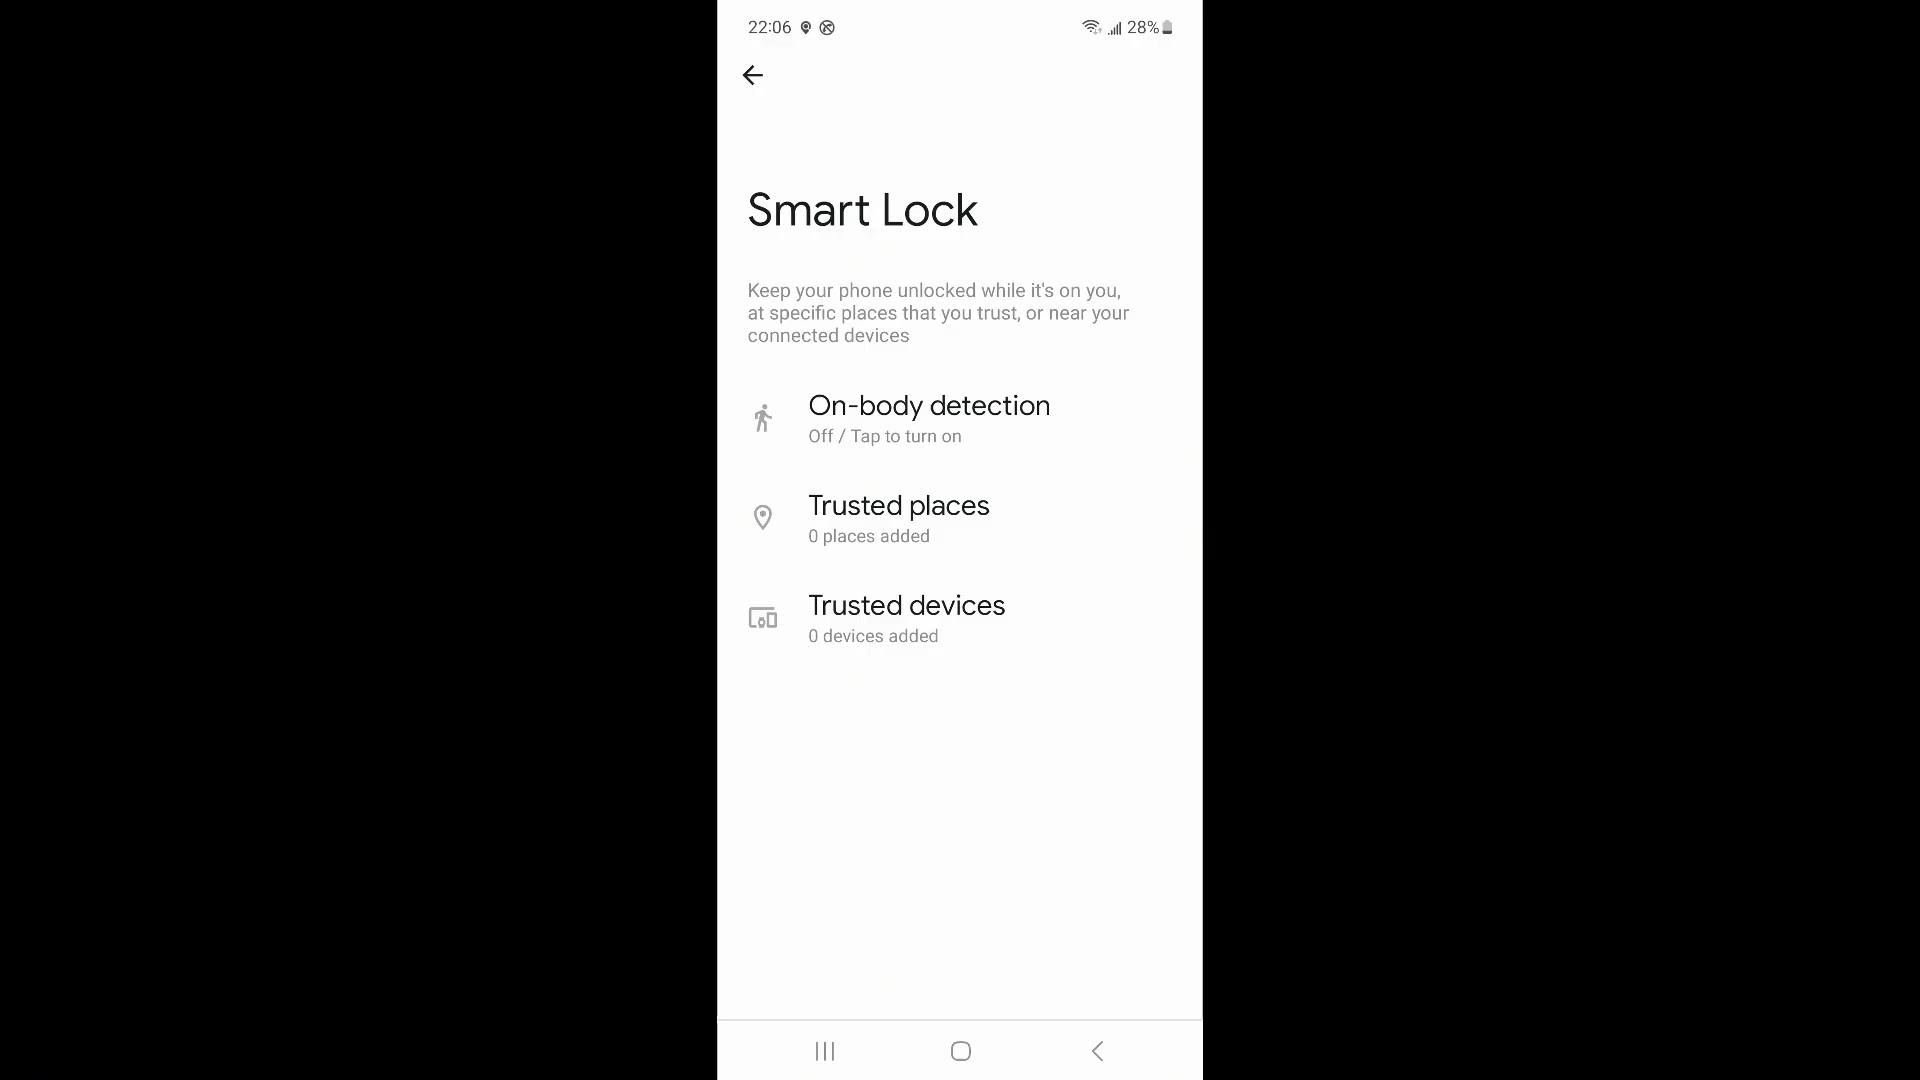 22:06 28%
Smart Lock
Keep your phone unlocked while it's on you,
at specific places that you trust, or near your
connected devices
On-body detection
Off / Tap to turn on
Trusted places
0 places added
Trusted devices
0 devices added